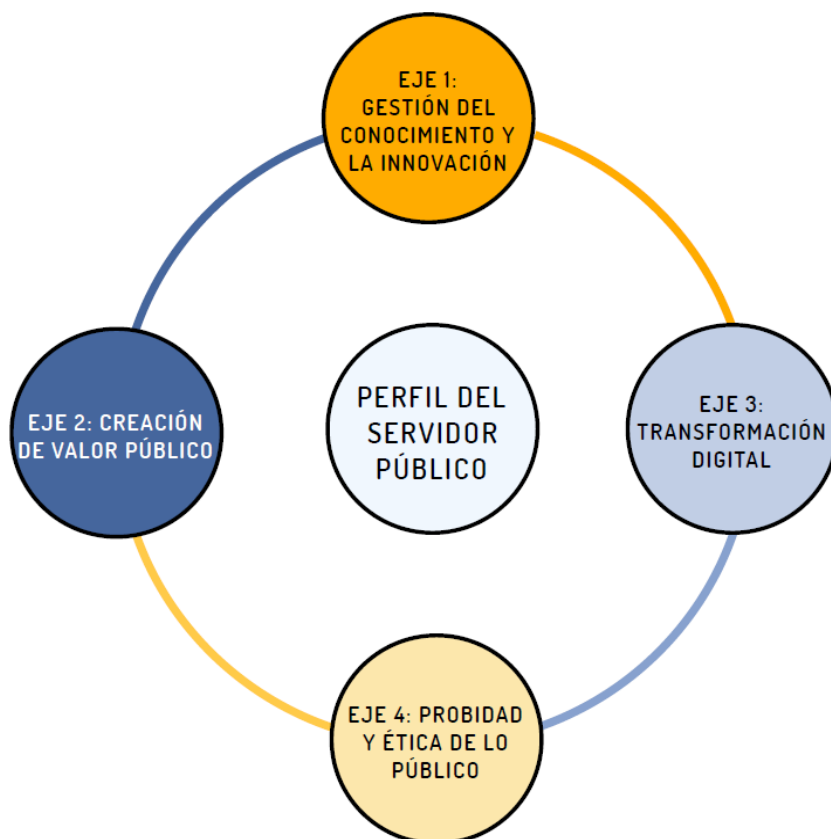 EJE 1:
GESTIÓN DEL
CONOCIMIENTO Y
LA INNOVACIÓN
EJE 2: CREACIÓN
DE VALOR PÚBLICO
PERFIL DEL
SERVIDOR
PÚBLICO
EJE 3:
TRANSFORMACIÓN
DIGITAL
EJE 4: PROBIDAD
Y ÉTICA DE LO
PÚBLICO